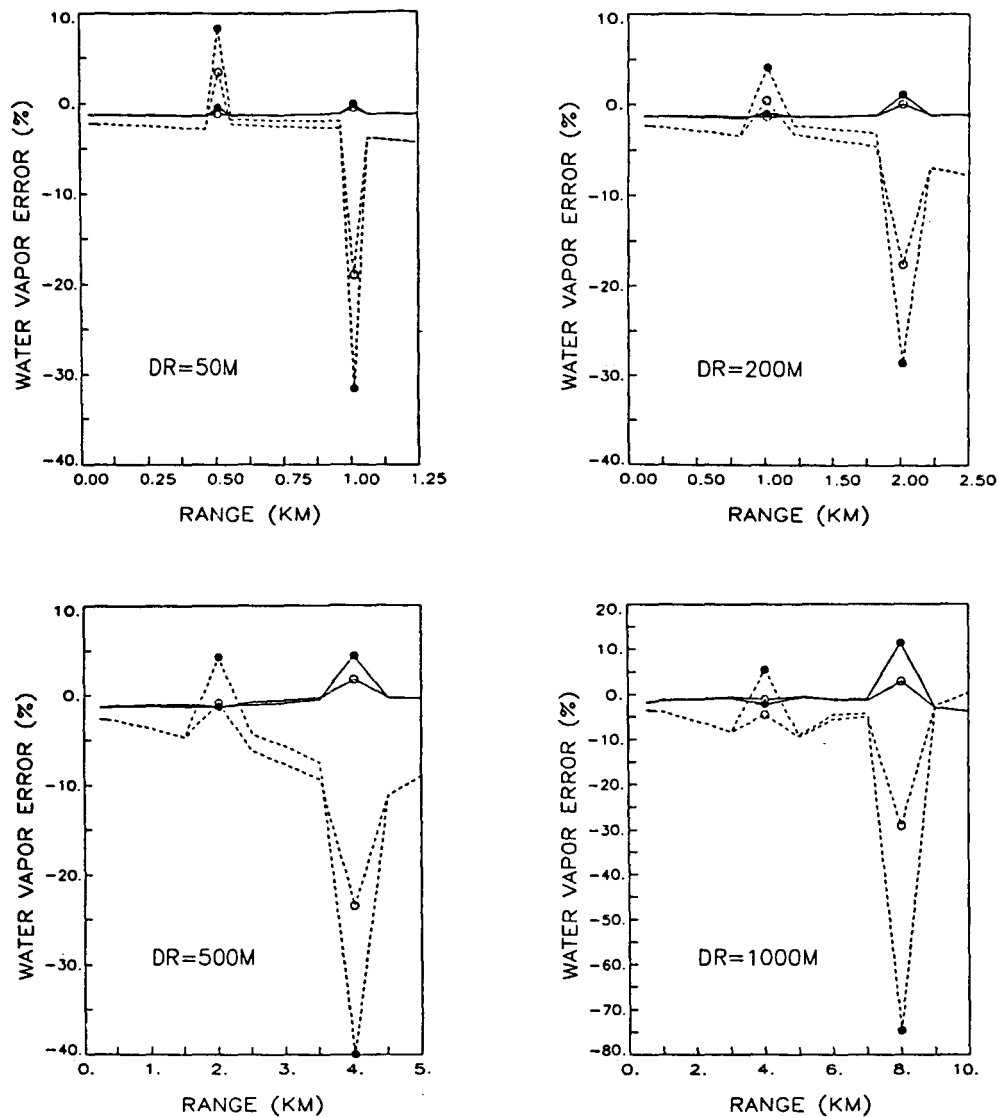 10.
0.
-10.
-20.
-30.
-40.
WATER VAPOR ERROR (%)
DR=50M
0.00 0.25 0.50 0.75 1.00 1.25
RANGE (KM)
10.
0.
-10.
-20.
-30.
-40.
WATER VAPOR ERROR (%)
DR=200M
0.00 0.50 1.00 1.50 2.00 2.50
RANGE (KM)
10.
0.
-10.
-20.
-30.
-40.
WATER VAPOR ERROR (%)
DR=500M
0. 1. 2. 3. 4. 5.
RANGE (KM)
20.
10.
0.
-10.
-20.
-30.
-40.
-50.
-60.
-70.
-80.
WATER VAPOR ERROR (%)
DR=1000M
0. 2. 4. 6. 8. 10.
RANGE (KM)